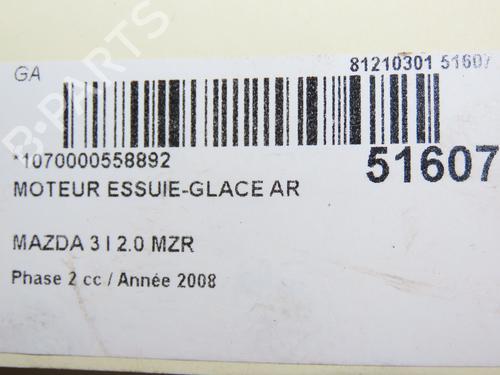 GA
81210301 51607
*1070000558892
51607
MOTEUR ESSUIE-GLACE AR
MAZDA 3 I 2.0 MZR
Phase 2 cc / Année 2008
B-PARTS